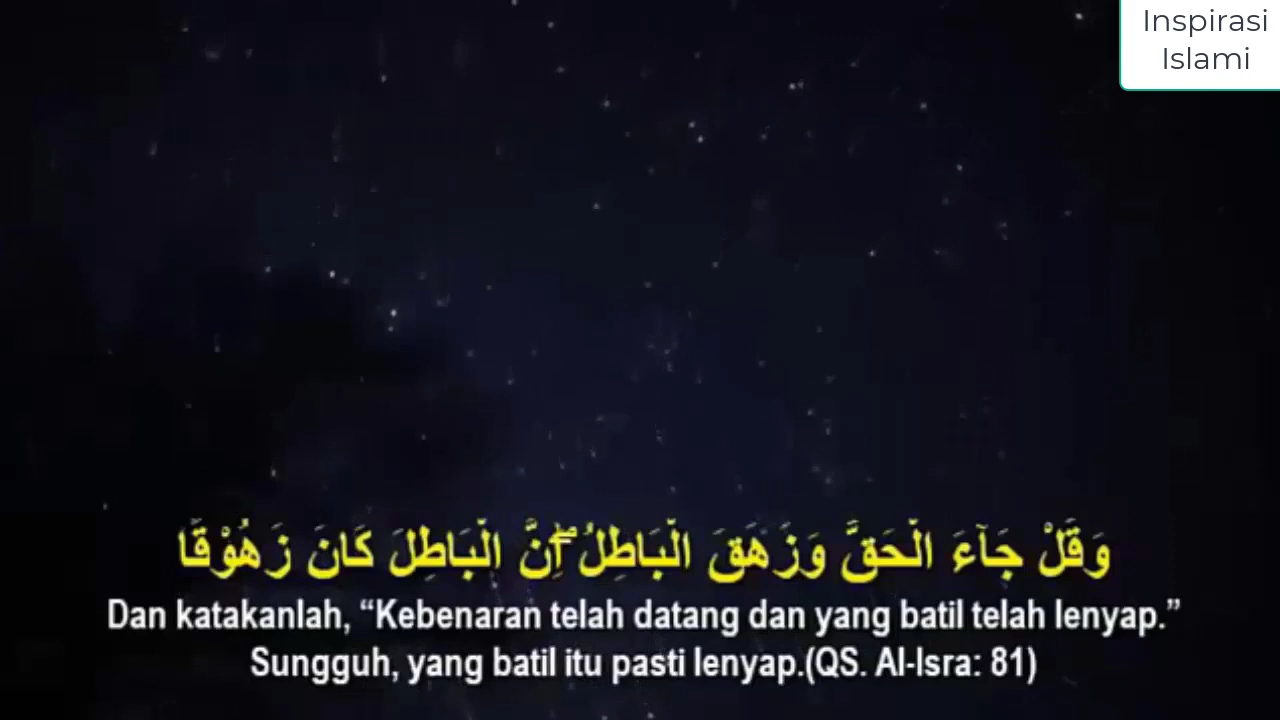 Inspirasi
Islami
وَقَلْ جَآءَ الْحَقَّ وَزَهَقَ الْبَاطِلُ ۖاِنَّ الْبَاطِلَ كَانَ زَهُوْقًا
Dan katakanlah, “Kebenaran telah datang dan yang batil telah lenyap.”
Sungguh, yang batil itu pasti lenyap.(QS. Al-Isra: 81)